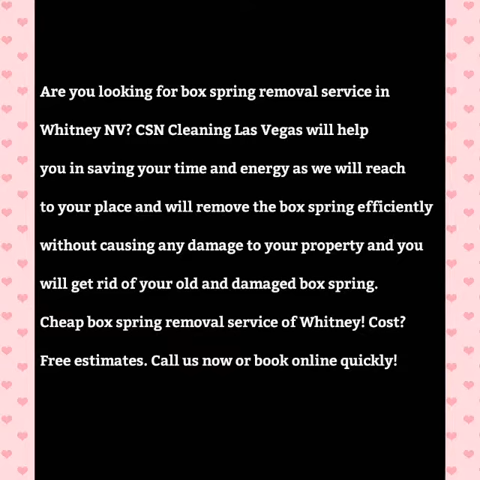 Are you looking for box spring removal service in
Whitney NV? CSN Cleaning Las Vegas will help
you in saving your time and energy as we will reach
to your place and will remove the box spring efficiently
without causing any damage to your property and you
will get rid of your old and damaged box spring.
Cheap box spring removal service of Whitney! Cost?
Free estimates. Call us now or book online quickly!